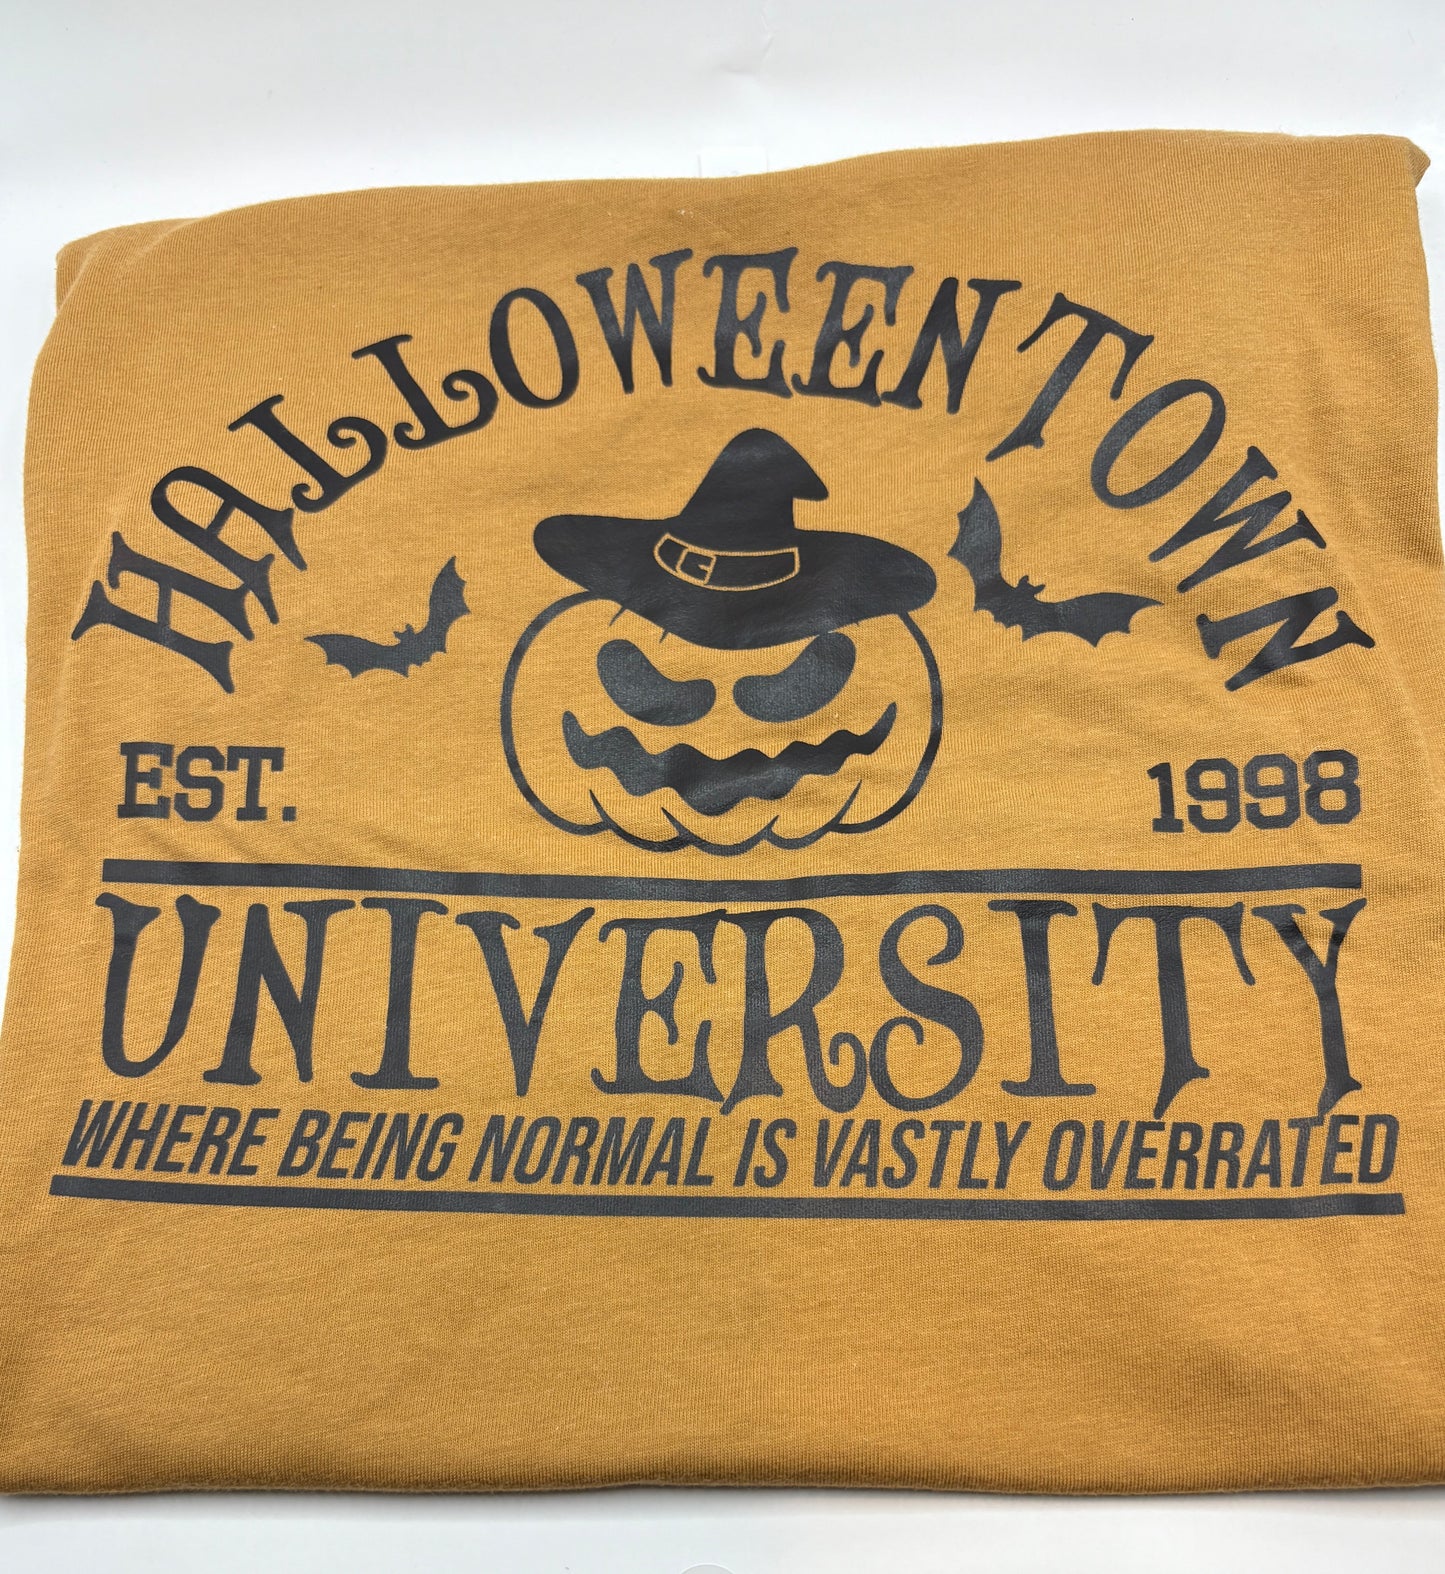 HALLOWEENTOWN
EST. 1998
UNIVERSITY
WHERE BEING NORMAL IS VASTLY OVERRATED